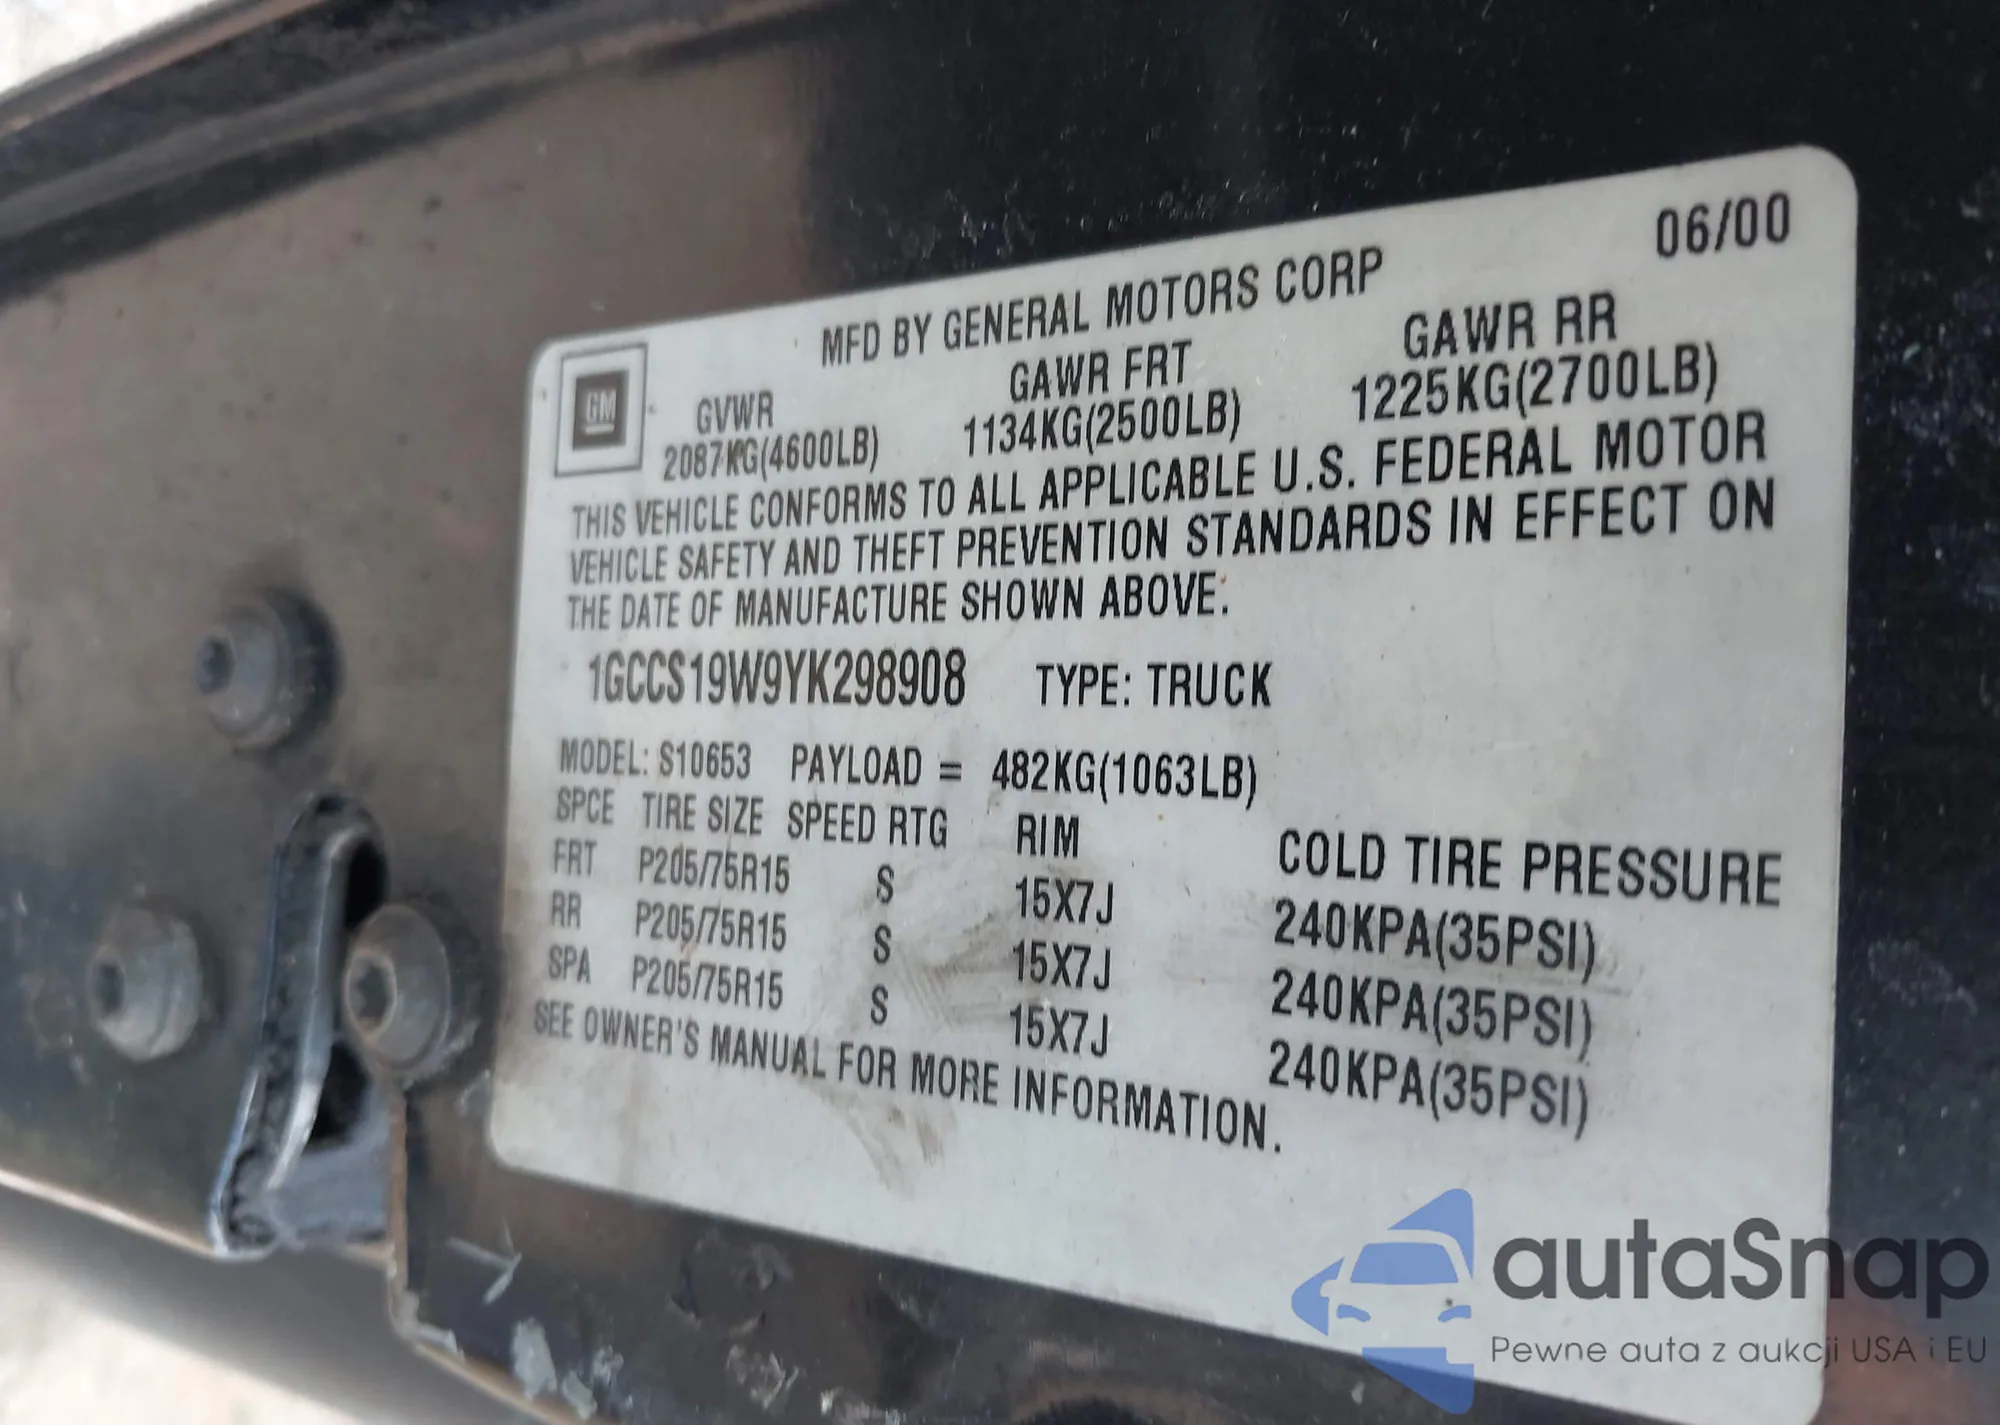 06/00
MFD BY GENERAL MOTORS CORP
GM
GVWR GAWR FRT GAWR RR
2087KG(4600LB) 1134KG(2500LB) 1225KG(2700LB)
THIS VEHICLE CONFORMS TO ALL APPLICABLE U.S. FEDERAL MOTOR
VEHICLE SAFETY AND THEFT PREVENTION STANDARDS IN EFFECT ON
THE DATE OF MANUFACTURE SHOWN ABOVE.
1GCCS19W9YK298908 TYPE: TRUCK
MODEL: S10653 PAYLOAD = 482KG(1063LB)
SPCE TIRE SIZE SPEED RTG RIM COLD TIRE PRESSURE
FRT P205/75R15 S 15X7J 240KPA(35PSI)
RR P205/75R15 S 15X7J 240KPA(35PSI)
SPA P205/75R15 S 15X7J 240KPA(35PSI)
SEE OWNER'S MANUAL FOR MORE INFORMATION.
autaSnap
Pewne auta z aukcji USA i EU